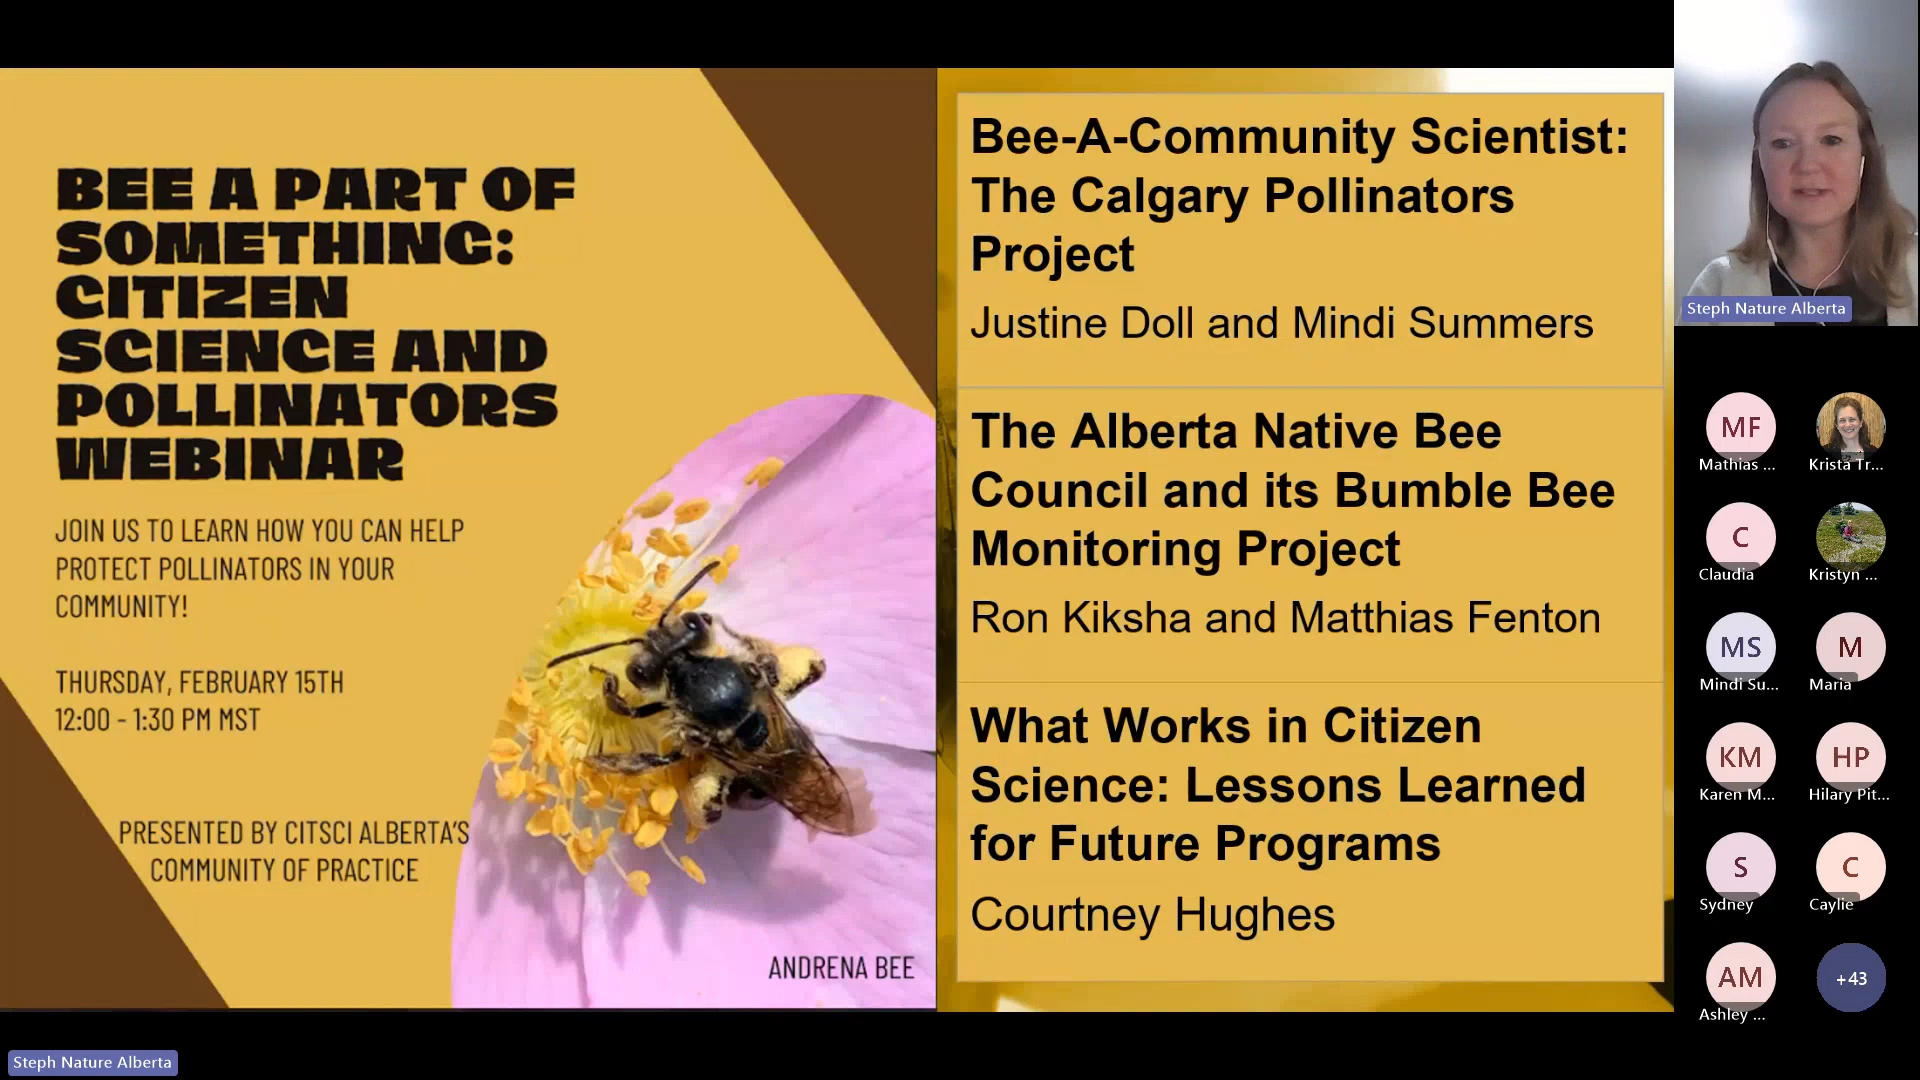 BEE A PART OF
SOMETHING:
CITIZEN
SCIENCE AND
POLLINATORS
WEBINAR
JOIN US TO LEARN HOW YOU CAN HELP
PROTECT POLLINATORS IN YOUR
COMMUNITY!
THURSDAY, FEBRUARY 15TH
12:00 - 1:30 PM MST
PRESENTED BY CITSCI ALBERTA'S
COMMUNITY OF PRACTICE
ANDRENA BEE
Bee-A-Community Scientist:
The Calgary Pollinators
Project
Justine Doll and Mindi Summers
The Alberta Native Bee
Council and its Bumble Bee
Monitoring Project
Ron Kiksha and Matthias Fenton
What Works in Citizen
Science: Lessons Learned
for Future Programs
Courtney Hughes
Steph Nature Alberta
MF
Mathias ...
Krista Tr...
C
Claudia
Kristyn ...
MS
Mindi Su...
M
Maria
KM
Karen M...
HP
Hilary Pit...
S
Sydney
C
Caylie
AM
Ashley ...
+43
Steph Nature Alberta